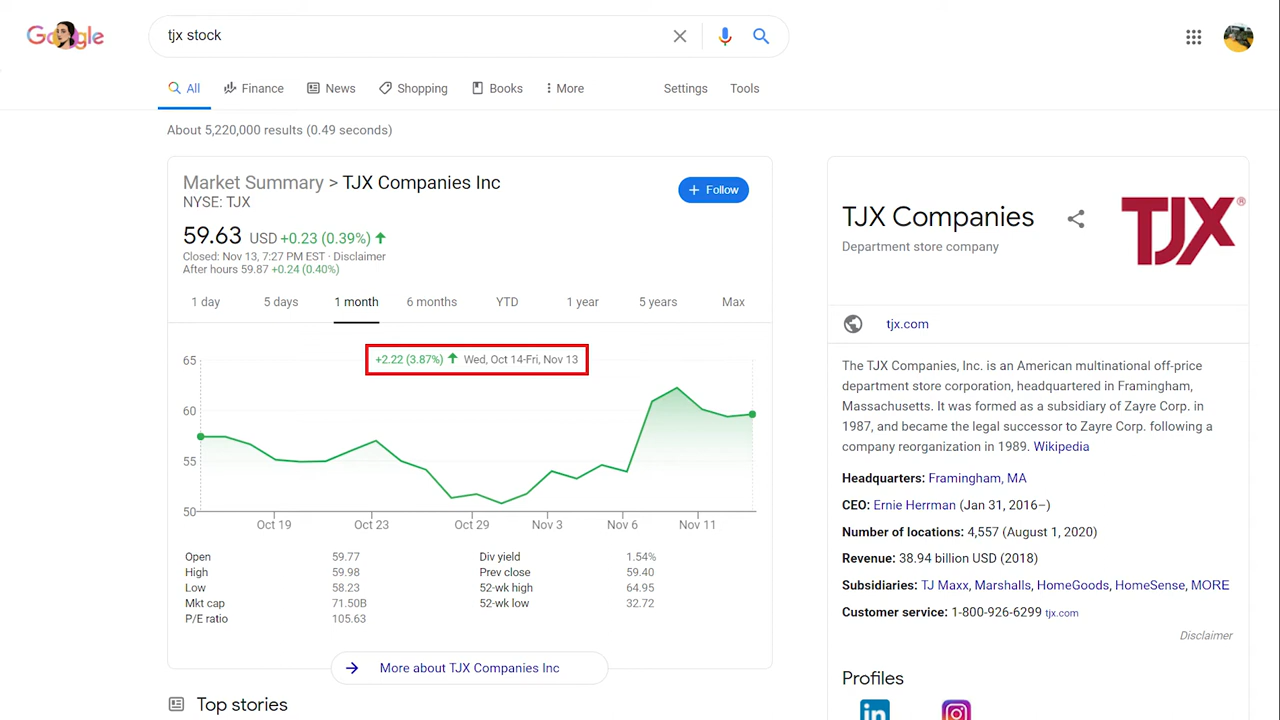 Google
tjx stock
All
Finance
News
Shopping
Books
More
Settings
Tools
About 5,220,000 results (0.49 seconds)
Market Summary > TJX Companies Inc
NYSE: TJX
Follow
59.63 USD +0.23 (0.39%)
Closed: Nov 13, 7:27 PM EST · Disclaimer
After hours 59.87 +0.24 (0.40%)
1 day
5 days
1 month
6 months
YTD
1 year
5 years
Max
+2.22 (3.87%) Wed, Oct 14-Fri, Nov 13
65
60
55
50
Oct 19
Oct 23
Oct 29
Nov 3
Nov 6
Nov 11
Open 59.77
High 59.98
Low 58.23
Mkt cap 71.50B
P/E ratio 105.63
Div yield 1.54%
Prev close 59.40
52-wk high 64.95
52-wk low 32.72
More about TJX Companies Inc
Top stories
TJX Companies
Department store company
TJX®
tjx.com
The TJX Companies, Inc. is an American multinational off-price
department store corporation, headquartered in Framingham,
Massachusetts. It was formed as a subsidiary of Zayre Corp. in
1987, and became the legal successor to Zayre Corp. following a
company reorganization in 1989. Wikipedia
Headquarters: Framingham, MA
CEO: Ernie Herrman (Jan 31, 2016–)
Number of locations: 4,557 (August 1, 2020)
Revenue: 38.94 billion USD (2018)
Subsidiaries: TJ Maxx, Marshalls, HomeGoods, HomeSense, MORE
Customer service: 1-800-926-6299 tjx.com
Disclaimer
Profiles
in